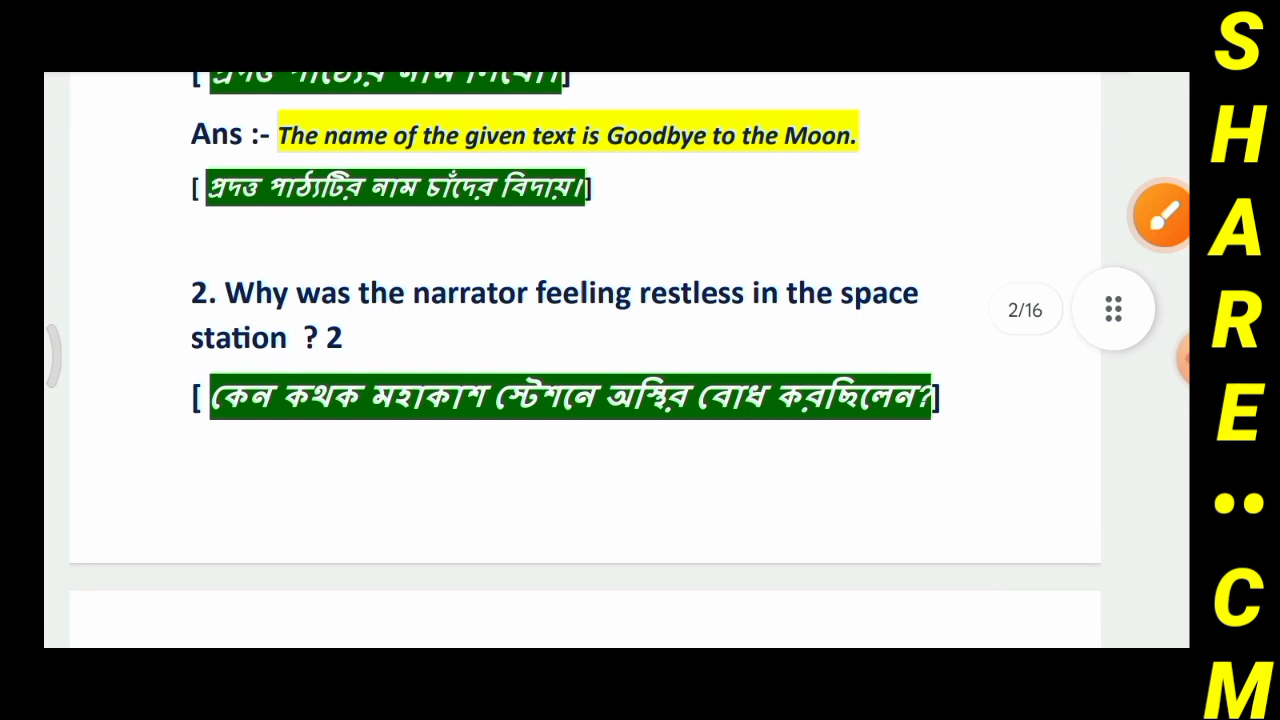 [ প্রদত্ত পাঠ্যের নাম লিখো।]
Ans :- The name of the given text is Goodbye to the Moon.
[ প্রদত্ত পাঠ্যটির নাম চাঁদের বিদায়।]
2. Why was the narrator feeling restless in the space
station ? 2
[ কেন কথক মহাকাশ স্টেশনে অস্থির বোধ করছিলেন?]
2/16
S
H
A
R
E
••
C
M